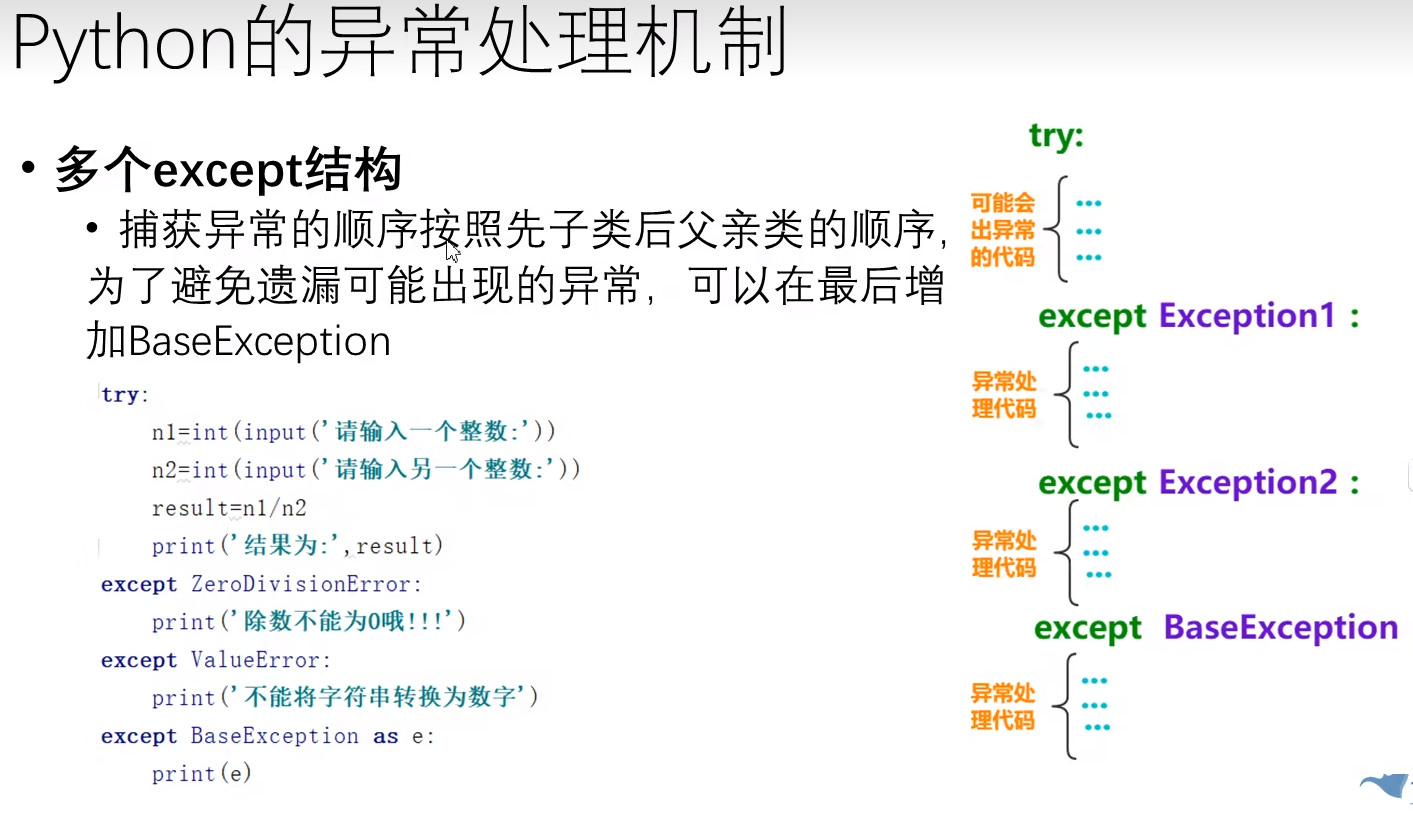 Python的异常处理机制
• 多个except结构
• 捕获异常的顺序按照先子类后父亲类的顺序,
为了避免遗漏可能出现的异常，可以在最后增
加BaseException
try:
    n1=int(input('请输入一个整数:'))
    n2=int(input('请输入另一个整数:'))
    result=n1/n2
    print('结果为:',result)
except ZeroDivisionError:
    print('除数不能为0哦!!!')
except ValueError:
    print('不能将字符串转换为数字')
except BaseException as e:
    print(e)
try:
可能会
出异常
的代码
...
...
...
except Exception1 :
异常处
理代码
...
...
...
except Exception2 :
异常处
理代码
...
...
...
except BaseException
异常处
理代码
...
...
...